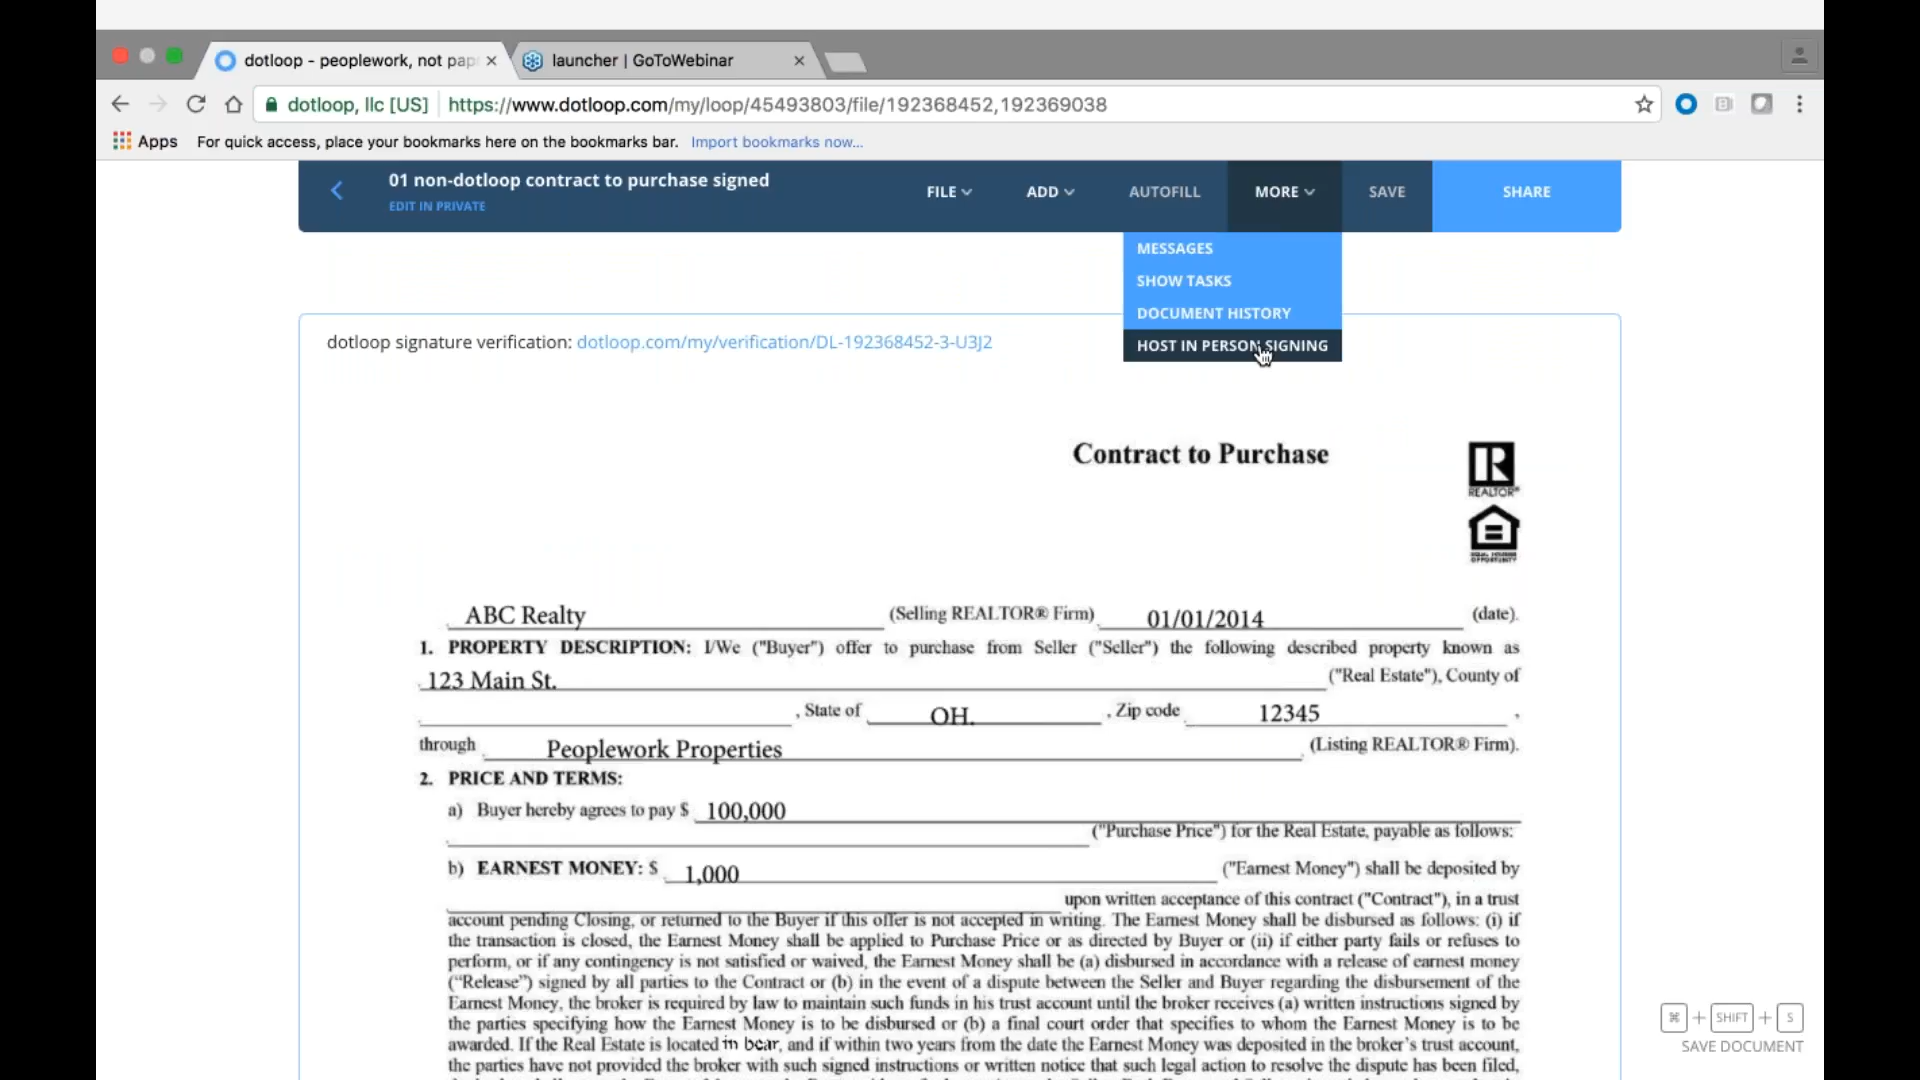 dotloop - peoplework, not pap
launcher | GoToWebinar
dotloop, llc [US]
https://www.dotloop.com/my/loop/45493803/file/192368452,192369038
Apps
For quick access, place your bookmarks here on the bookmarks bar.
Import bookmarks now...
01 non-dotloop contract to purchase signed
EDIT IN PRIVATE
FILE
ADD
AUTOFILL
MORE
SAVE
SHARE
MESSAGES
SHOW TASKS
DOCUMENT HISTORY
HOST IN PERSON SIGNING
dotloop signature verification: dotloop.com/my/verification/DL-192368452-3-U3J2
Contract to Purchase
REALTOR®
EQUAL HOUSING
OPPORTUNITY
ABC Realty (Selling REALTOR® Firm) 01/01/2014 (date).
1. PROPERTY DESCRIPTION: I/We ("Buyer") offer to purchase from Seller ("Seller") the following described property known as
123 Main St. ("Real Estate"), County of
, State of OH. , Zip code 12345 ,
through Peoplework Properties (Listing REALTOR® Firm).
2. PRICE AND TERMS:
a) Buyer hereby agrees to pay $ 100,000
("Purchase Price") for the Real Estate, payable as follows:
b) EARNEST MONEY: $ 1,000 ("Earnest Money") shall be deposited by
upon written acceptance of this contract ("Contract"), in a trust
account pending Closing, or returned to the Buyer if this offer is not accepted in writing. The Earnest Money shall be disbursed as follows: (i) if
the transaction is closed, the Earnest Money shall be applied to Purchase Price or as directed by Buyer or (ii) if either party fails or refuses to
perform, or if any contingency is not satisfied or waived, the Earnest Money shall be (a) disbursed in accordance with a release of earnest money
("Release") signed by all parties to the Contract or (b) in the event of a dispute between the Seller and Buyer regarding the disbursement of the
Earnest Money, the broker is required by law to maintain such funds in his trust account until the broker receives (a) written instructions signed by
the parties specifying how the Earnest Money is to be disbursed or (b) a final court order that specifies to whom the Earnest Money is to be
awarded. If the Real Estate is located in bear, and if within two years from the date the Earnest Money was deposited in the broker's trust account,
the parties have not provided the broker with such signed instructions or written notice that such legal action to resolve the dispute has been filed,
⌘ + SHIFT + S
SAVE DOCUMENT